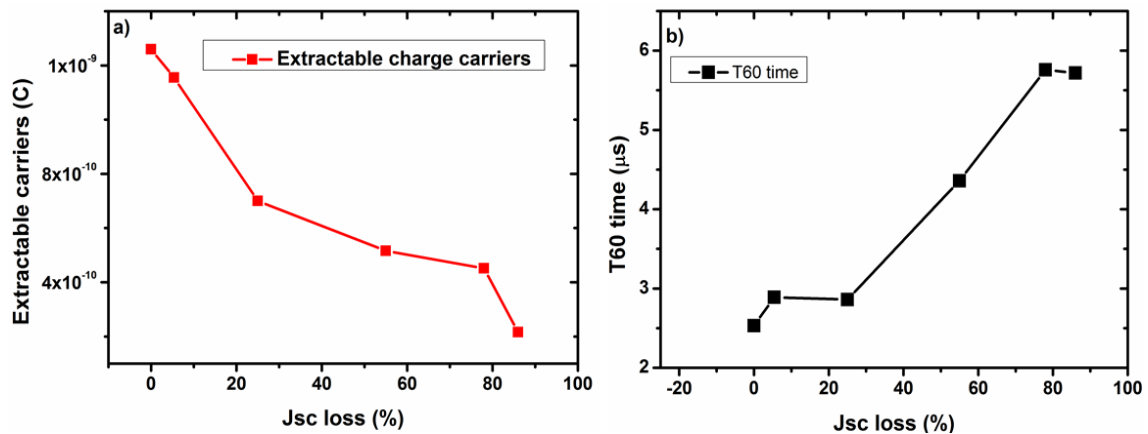 a)
Extractable charge carriers
Extractable carriers (C)
1x10⁻⁹
8x10⁻¹⁰
4x10⁻¹⁰
0 20 40 60 80 100
Jsc loss (%)
b)
T60 time
T60 time (μs)
6
5
4
3
2
-20 0 20 40 60 80 100
Jsc loss (%)